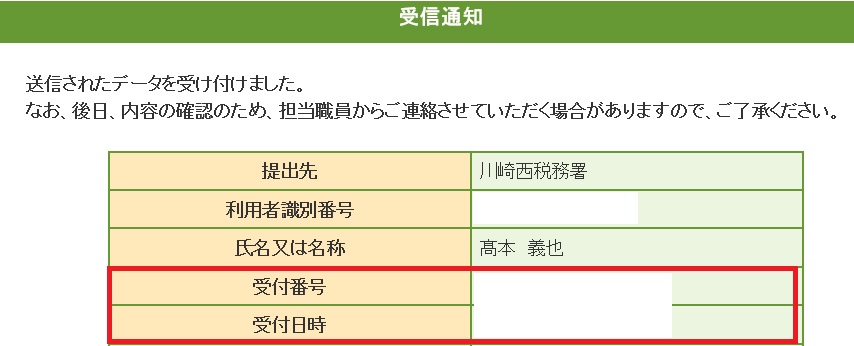 受信通知
送信されたデータを受け付けました。
なお、後日、内容の確認のため、担当職員からご連絡させていただく場合がありますので、ご了承ください。
提出先 川崎西税務署
利用者識別番号
氏名又は名称 髙本 義也
受付番号
受付日時